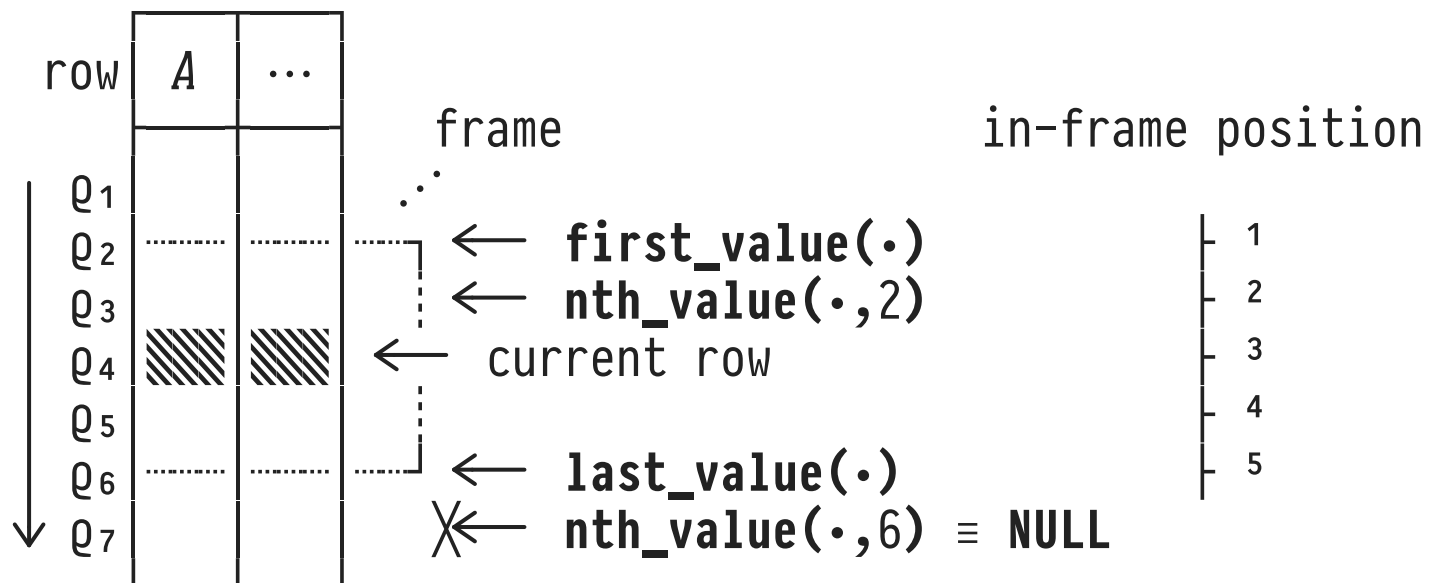 row A ···
frame in-frame position
ϱ1
ϱ2 ← first_value(·) 1
ϱ3 ← nth_value(·,2) 2
ϱ4 ← current row 3
ϱ5 4
ϱ6 ← last_value(·) 5
ϱ7 ← nth_value(·,6) ≡ NULL